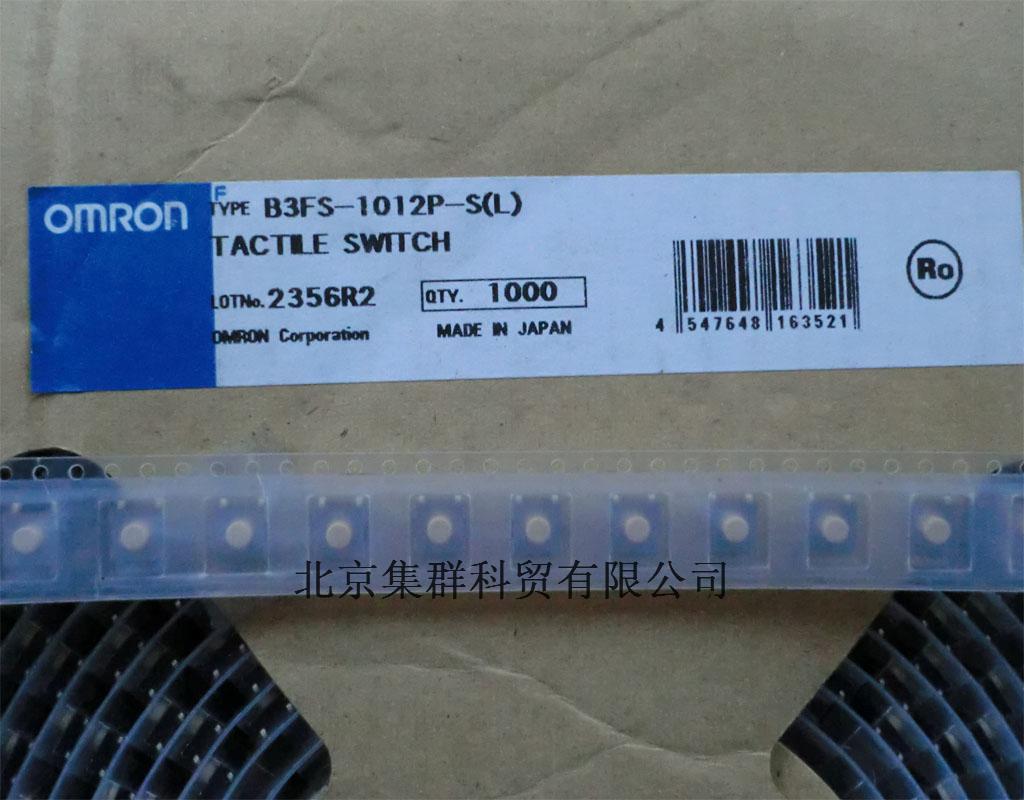 OMRON
F
TYPE B3FS-1012P-S(L)
TACTILE SWITCH
LOTNo. 2356R2
QTY. 1000
OMRON Corporation
MADE IN JAPAN
4 547648 163521
Ro
北京集群科贸有限公司